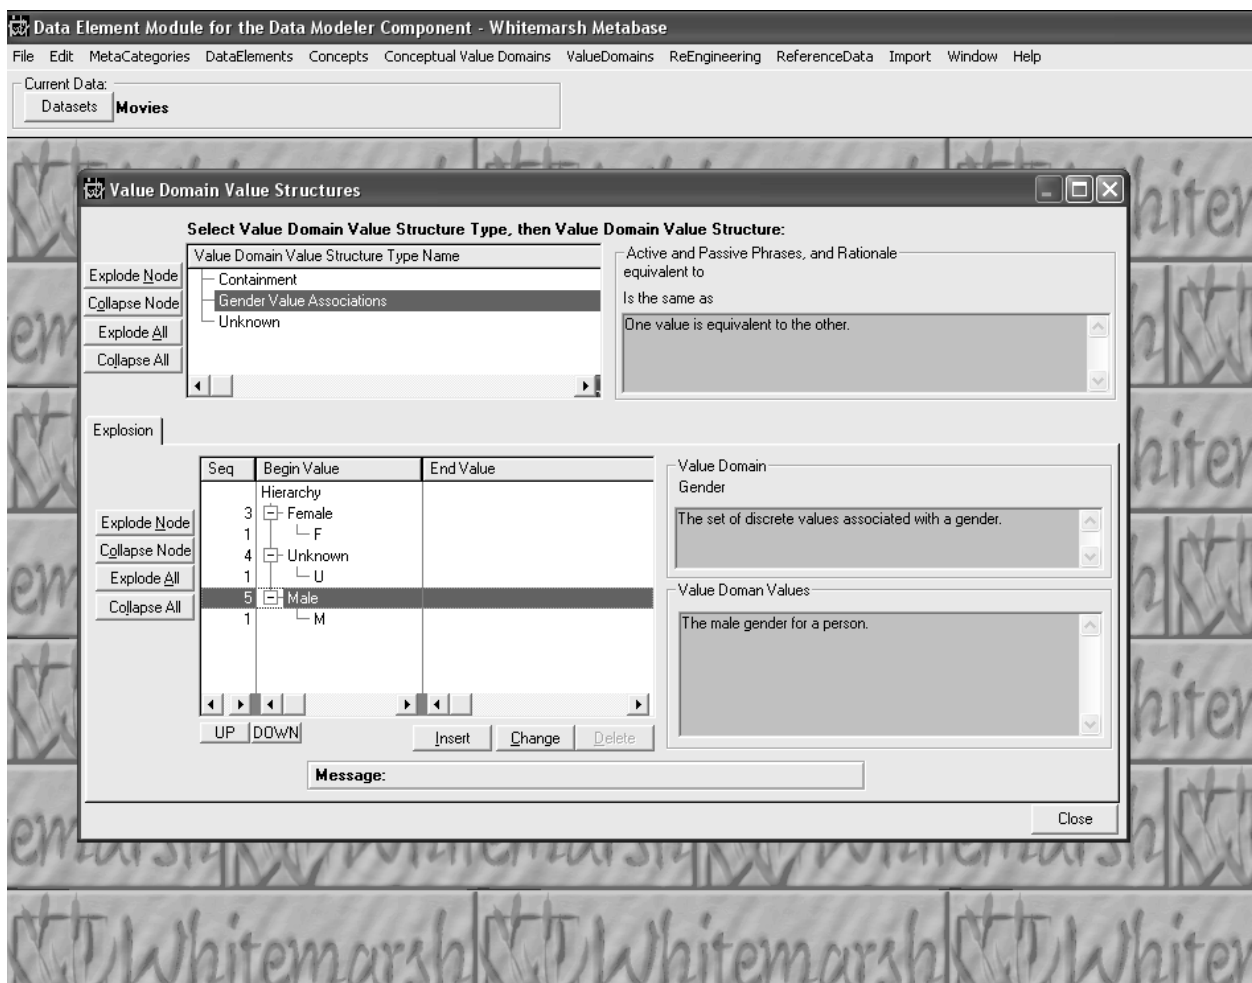 Data Element Module for the Data Modeler Component - Whitemarsh Metabase
File Edit MetaCategories DataElements Concepts Conceptual Value Domains ValueDomains ReEngineering ReferenceData Import Window Help
Current Data:
Datasets Movies
Value Domain Value Structures
Select Value Domain Value Structure Type, then Value Domain Value Structure:
Value Domain Value Structure Type Name
Explode Node
Collapse Node
Explode All
Collapse All
Containment
Gender Value Associations
Unknown
Active and Passive Phrases, and Rationale
equivalent to
Is the same as
One value is equivalent to the other.
Explosion
Explode Node
Collapse Node
Explode All
Collapse All
Seq Begin Value End Value
Hierarchy
3 Female
1 F
4 Unknown
1 U
5 Male
1 M
UP DOWN Insert Change Delete
Value Domain
Gender
The set of discrete values associated with a gender.
Value Doman Values
The male gender for a person.
Message:
Close
Whitemarsh
Whitemarsh